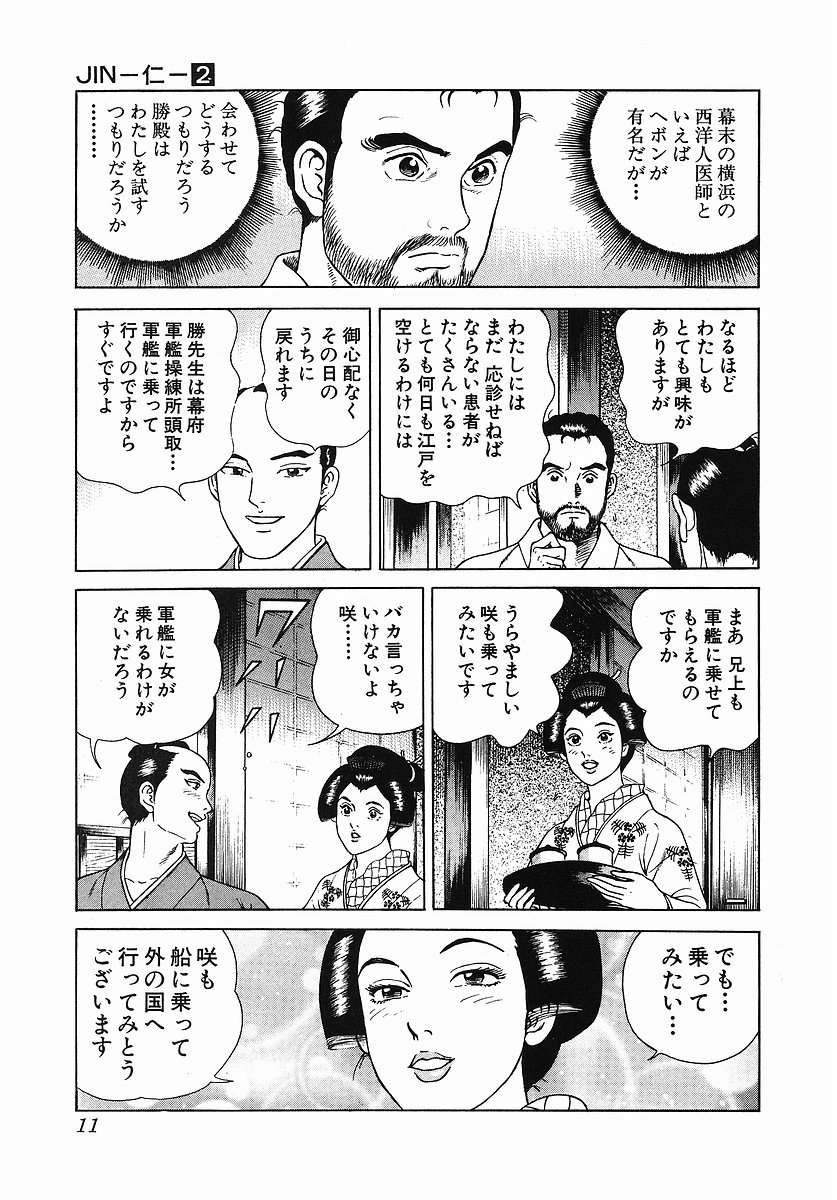 JIN―仁―2
幕末の横浜の
西洋人医師と
いえば
ヘボンが
有名だが…
会わせて
どうする
つもりだろう
勝殿は
わたしを試す
つもりだろうか
………
なるほど
わたしも
とても興味が
ありますが
わたしには
まだ 応診せねば
ならない患者が
たくさんいる…
とても何日も江戸を
空けるわけには
御心配なく
その日の
うちに
戻れます
勝先生は幕府
軍艦操練所頭取…
軍艦に乗って
行くのですから
すぐですよ
まあ 兄上も
軍艦に乗せて
もらえるの
ですか
うらやましい
咲も乗って
みたいです
バカ言っちゃ
いけないよ
咲……
ワハハ
軍艦に女が
乗れるわけが
ないだろう
でも…
乗って
みたい…
咲も
船に乗って
外の国へ
行ってみとう
ございます
11